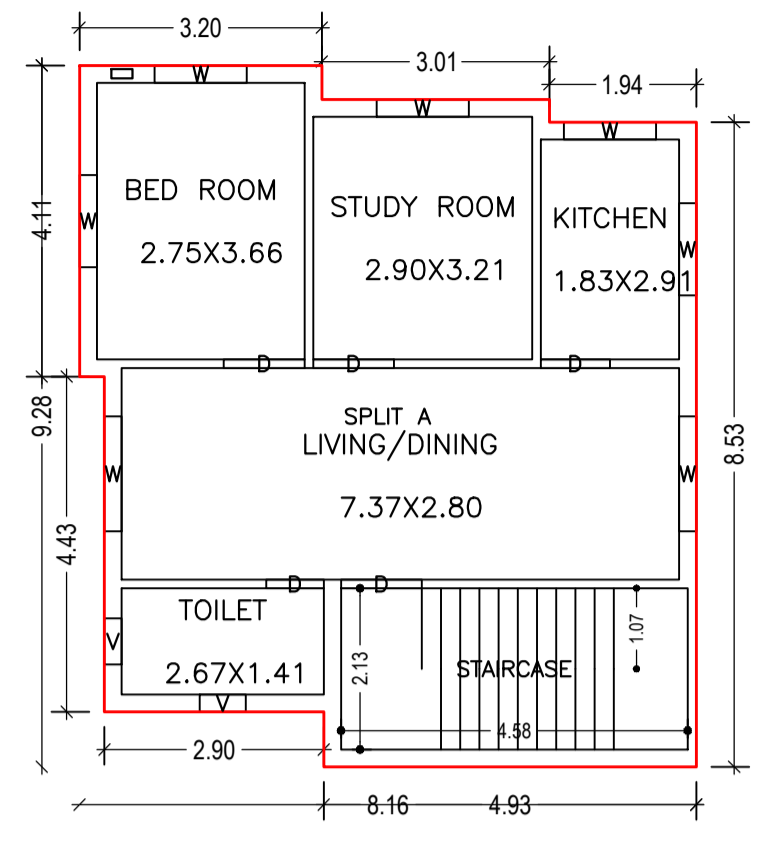 3.20
3.01
1.94
W
W
W
BED ROOM
2.75X3.66
STUDY ROOM
2.90X3.21
KITCHEN
1.83X2.91
W
W
4.11
D
D
D
9.28
4.43
8.53
SPLIT A
LIVING/DINING
7.37X2.80
W
W
D
D
TOILET
2.67X1.41
V
V
2.13
STAIRCASE
1.07
4.58
2.90
8.16
4.93